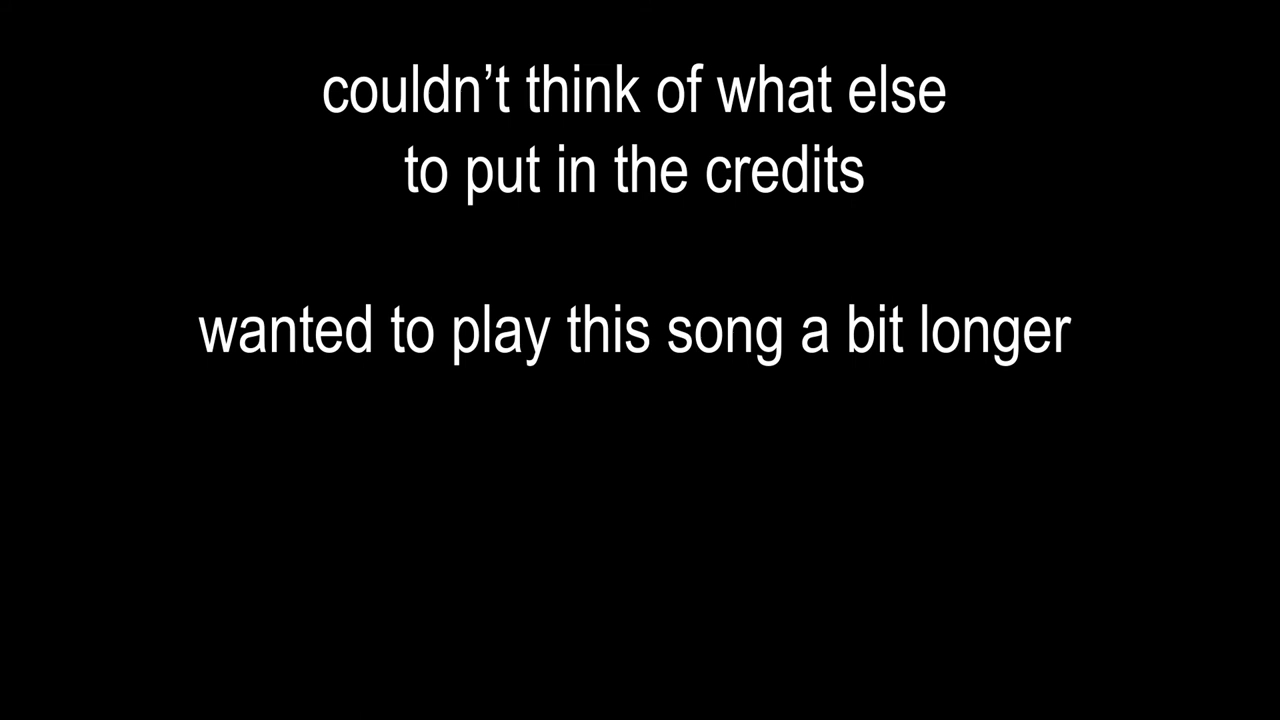 couldn’t think of what else
to put in the credits
wanted to play this song a bit longer